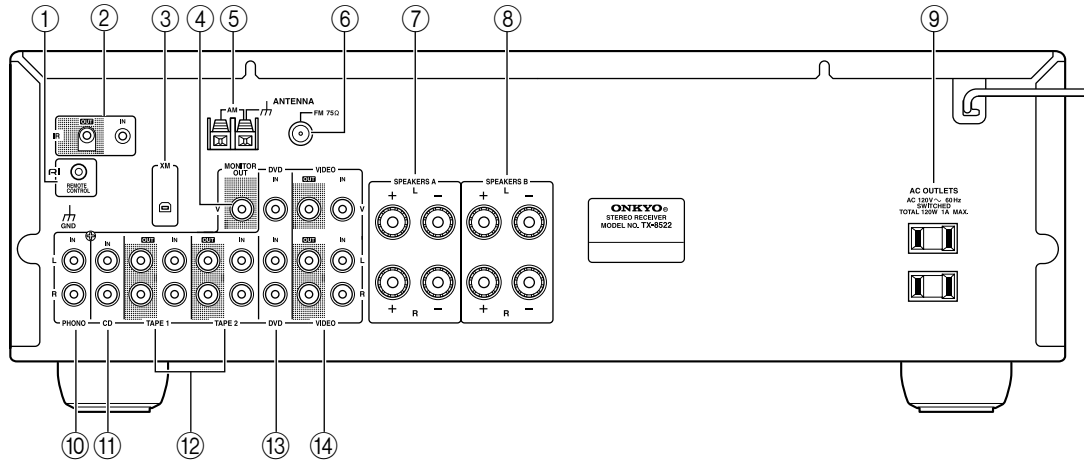 ① ② ③ ④ ⑤ ⑥ ⑦ ⑧ ⑨
IR OUT IN
RI
REMOTE
CONTROL
GND
XM
AM
ANTENNA
FM 75Ω
MONITOR
OUT
DVD
IN
VIDEO
OUT IN
V V
IN IN OUT IN OUT IN IN OUT IN
L L
R R
PHONO CD TAPE 1 TAPE 2 DVD VIDEO
SPEAKERS A
+ L −
+ R −
SPEAKERS B
+ L −
+ R −
ONKYO
STEREO RECEIVER
MODEL NO. TX-8522
AC OUTLETS
AC 120V~ 60Hz
SWITCHED
TOTAL 120W 1A MAX.
⑩ ⑪ ⑫ ⑬ ⑭